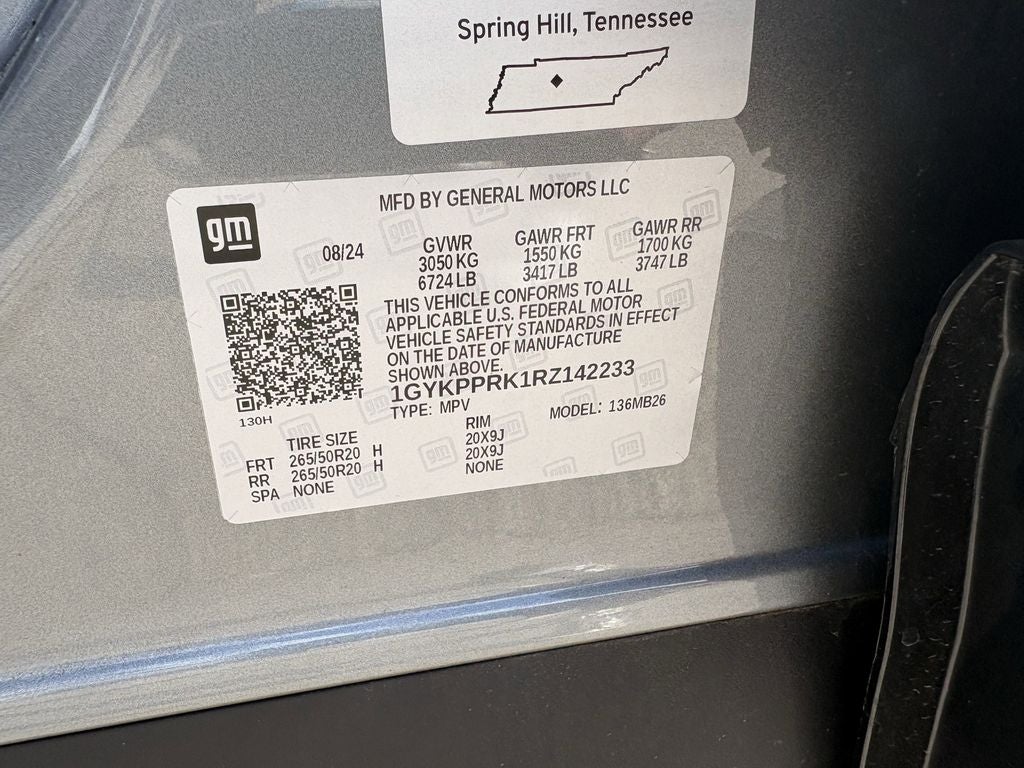 Spring Hill, Tennessee
MFD BY GENERAL MOTORS LLC
gm
08/24
GVWR
3050 KG
6724 LB
GAWR FRT
1550 KG
3417 LB
GAWR RR
1700 KG
3747 LB
THIS VEHICLE CONFORMS TO ALL
APPLICABLE U.S. FEDERAL MOTOR
VEHICLE SAFETY STANDARDS IN EFFECT
ON THE DATE OF MANUFACTURE
SHOWN ABOVE.
1GYKPPRK1RZ142233
TYPE: MPV MODEL: 136MB26
130H
TIRE SIZE RIM
FRT 265/50R20 H 20X9J
RR 265/50R20 H 20X9J
SPA NONE NONE